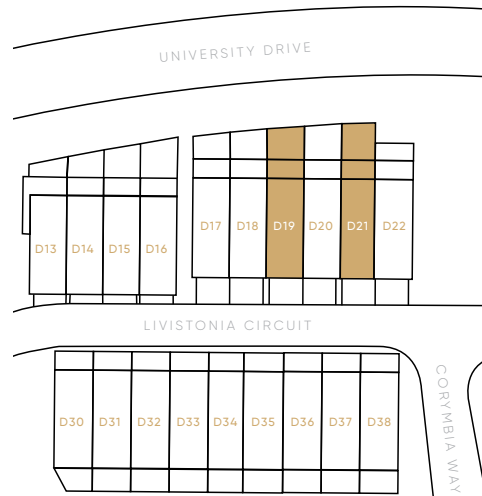 UNIVERSITY DRIVE
D17 D18 D19 D20 D21 D22
D13 D14 D15 D16
LIVISTONIA CIRCUIT
CORYMBIA WAY
D30 D31 D32 D33 D34 D35 D36 D37 D38